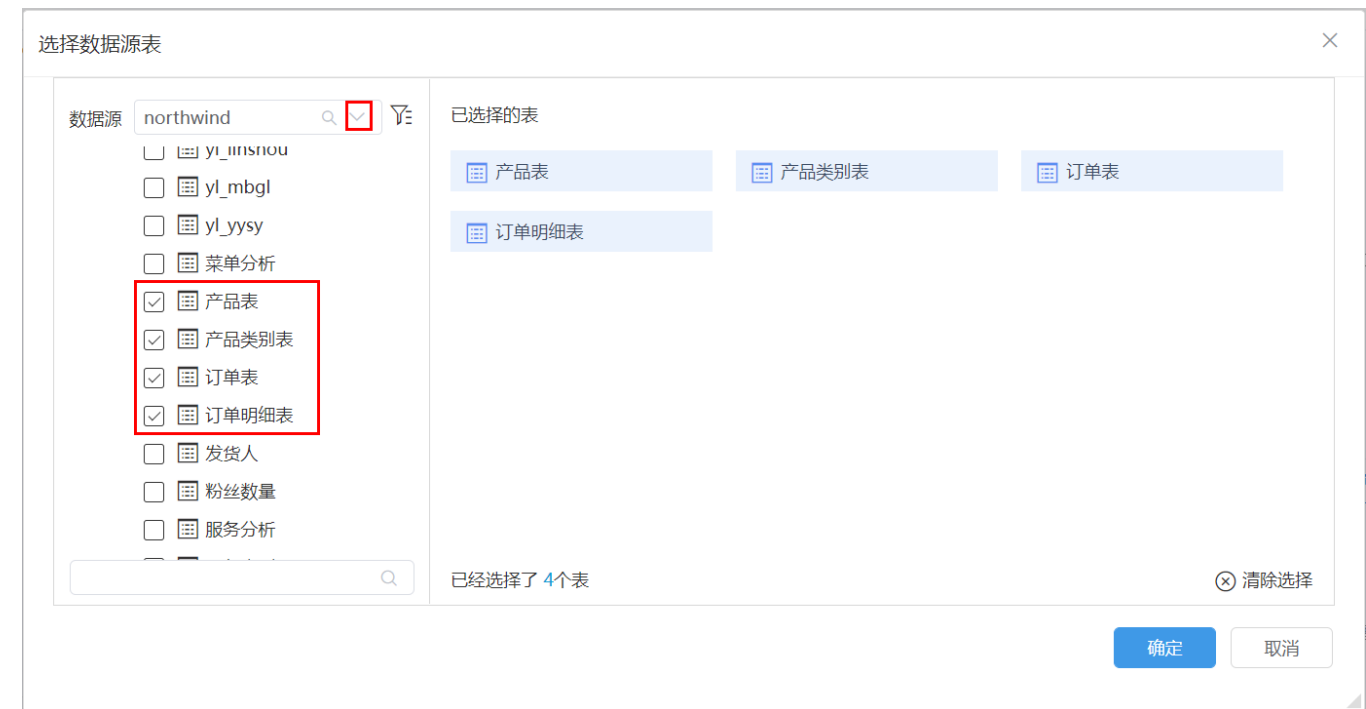 选择数据源表
数据源 northwind
yl_linshou
yl_mbgl
yl_yysy
菜单分析
产品表
产品类别表
订单表
订单明细表
发货人
粉丝数量
服务分析
已选择的表
产品表 产品类别表 订单表
订单明细表
已经选择了 4个表 清除选择
确定 取消